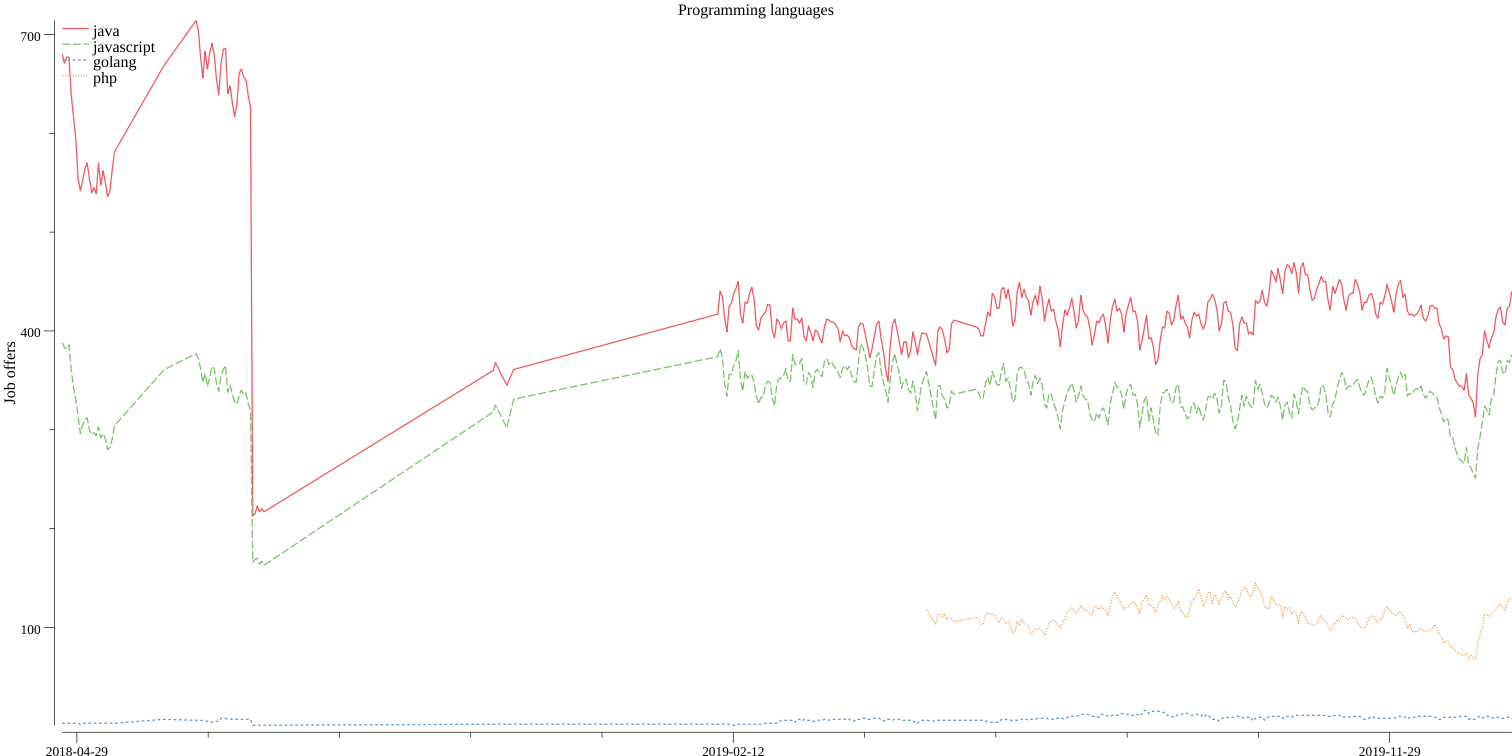 Programming languages
700
java
javascript
golang
php
400
Job offers
100
2018-04-29
2019-02-12
2019-11-29